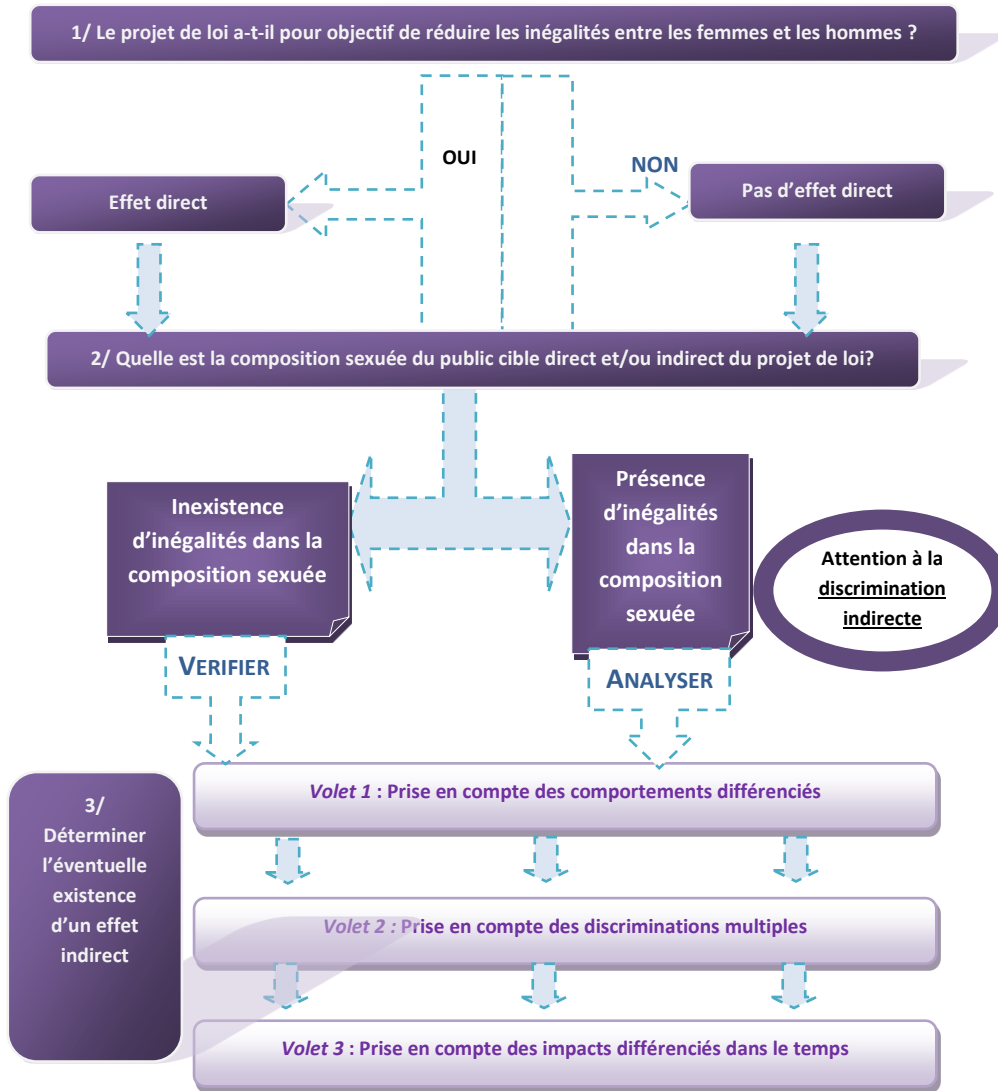 1/ Le projet de loi a-t-il pour objectif de réduire les inégalités entre les femmes et les hommes ?
OUI
NON
Effet direct
Pas d'effet direct
2/ Quelle est la composition sexuée du public cible direct et/ou indirect du projet de loi?
Inexistence
d'inégalités dans la
composition sexuée
Présence
d'inégalités
dans la
composition
sexuée
Attention à la
discrimination
indirecte
VERIFIER
ANALYSER
3/
Déterminer
l'éventuelle
existence
d'un effet
indirect
Volet 1 : Prise en compte des comportements différenciés
Volet 2 : Prise en compte des discriminations multiples
Volet 3 : Prise en compte des impacts différenciés dans le temps